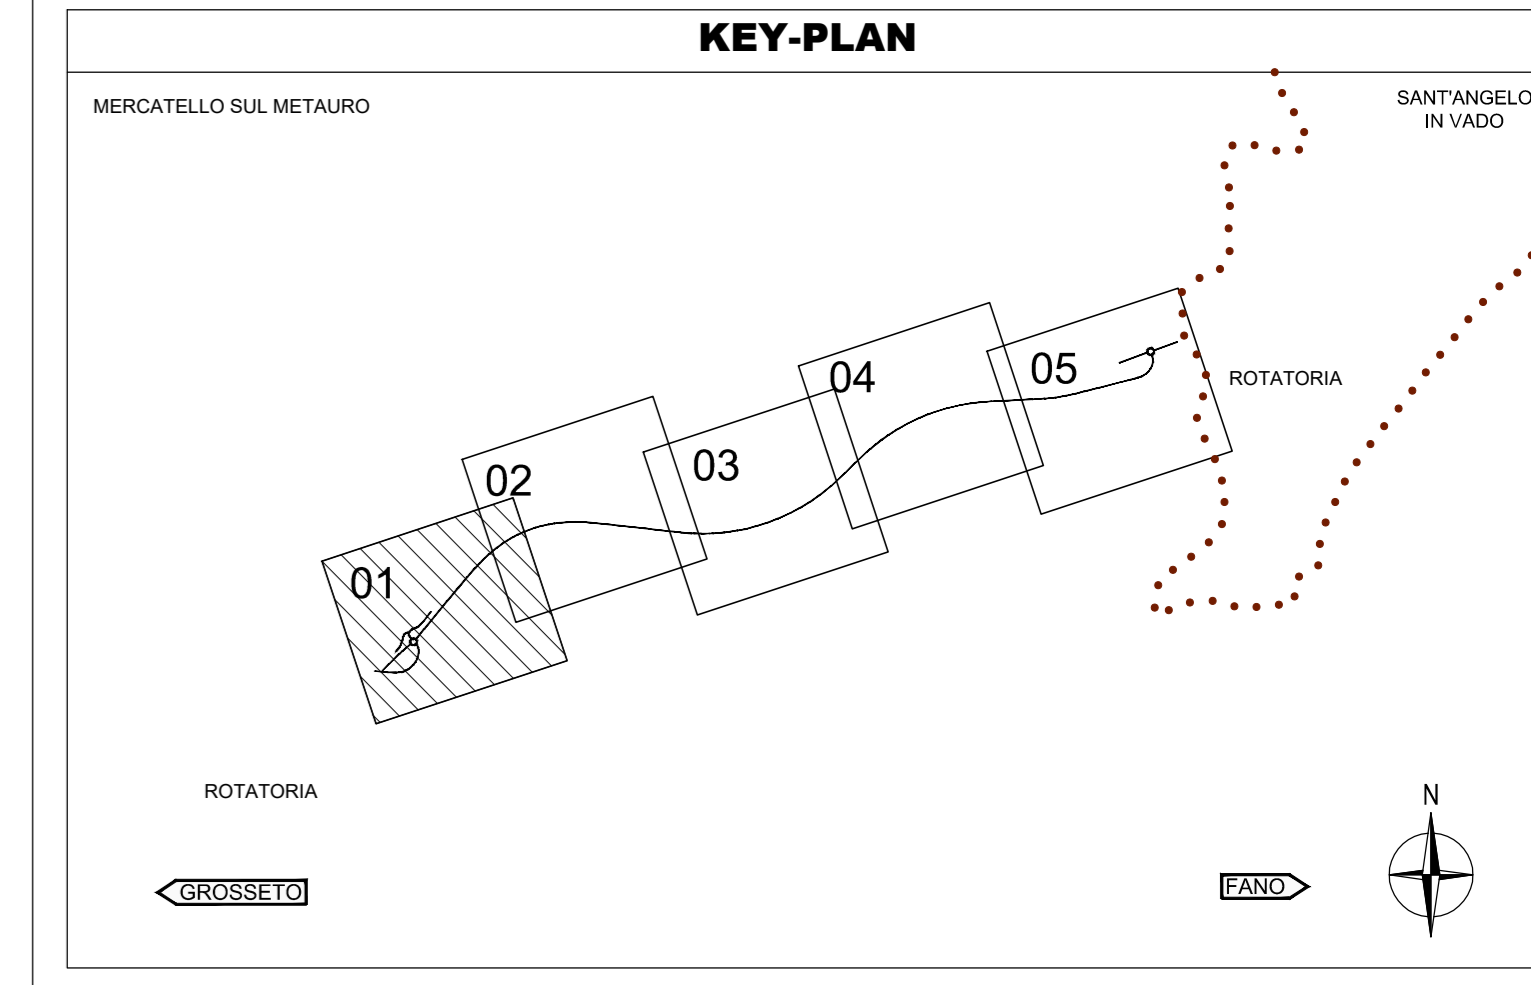 KEY-PLAN
MERCATELLO SUL METAURO
SANT'ANGELO
IN VADO
04
05
ROTATORIA
02
03
01
ROTATORIA
N
GROSSETO
FANO